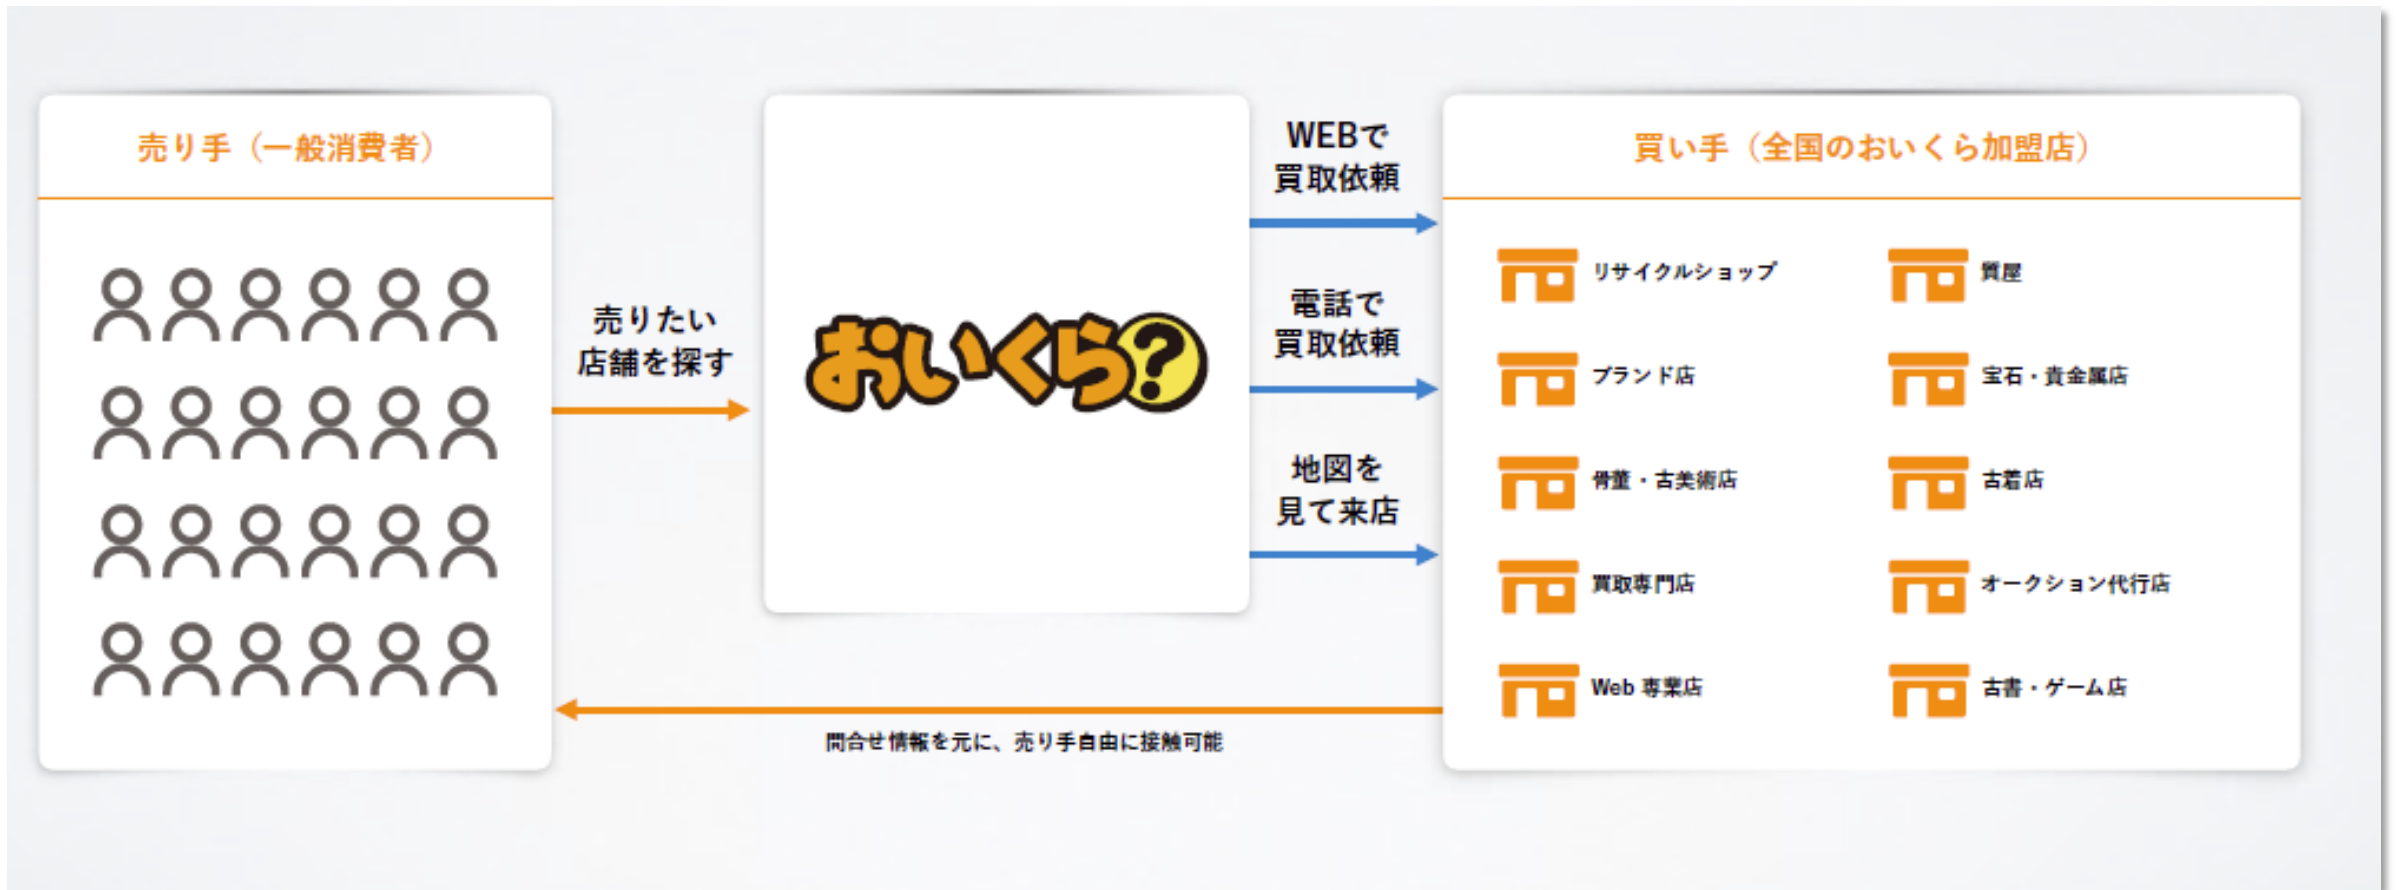 売り手（一般消費者）
売りたい
店舗を探す
おいくら?
WEBで
買取依頼
電話で
買取依頼
地図を
見て来店
買い手（全国のおいくら加盟店）
リサイクルショップ
質屋
ブランド店
宝石・貴金属店
骨董・古美術店
古着店
買取専門店
オークション代行店
Web 専業店
古書・ゲーム店
問合せ情報を元に、売り手自由に接触可能